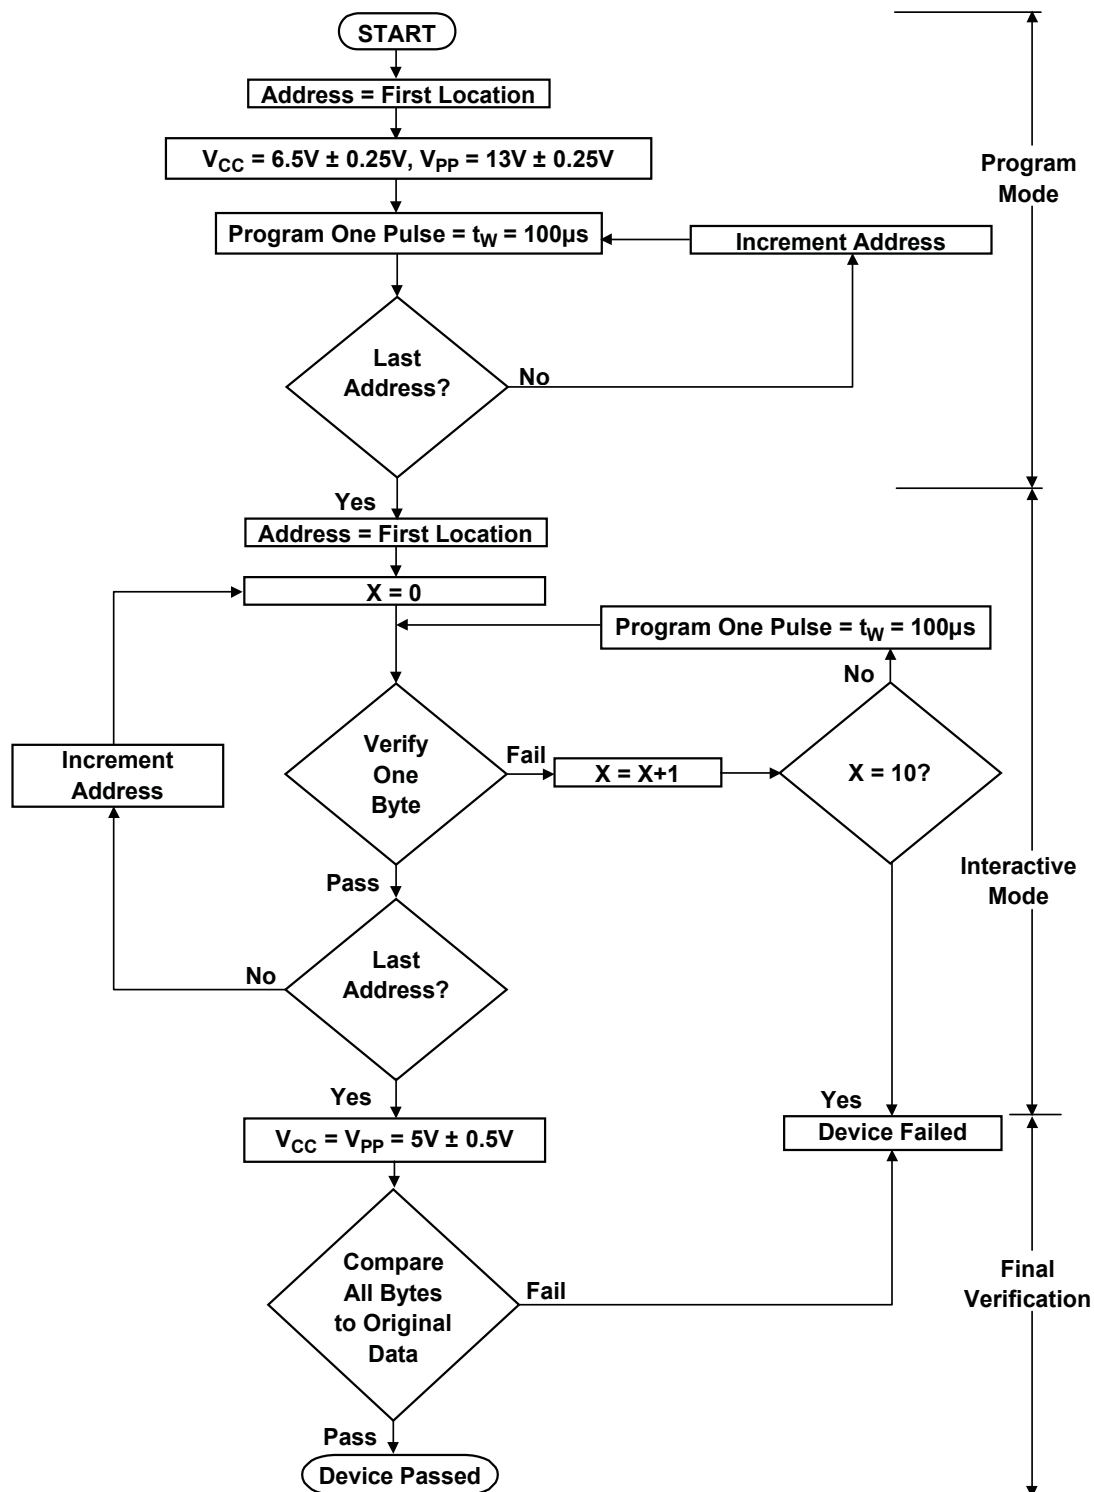 START
Address = First Location
VCC = 6.5V ± 0.25V, VPP = 13V ± 0.25V
Program
Mode
Program One Pulse = tW = 100µs
Increment Address
Last
Address?
No
Yes
Address = First Location
X = 0
Program One Pulse = tW = 100µs
No
Increment
Address
Verify
One
Byte
Fail
X = X+1
X = 10?
Pass
Interactive
Mode
Last
Address?
No
Yes
Yes
VCC = VPP = 5V ± 0.5V
Device Failed
Compare
All Bytes
to Original
Data
Fail
Final
Verification
Pass
Device Passed